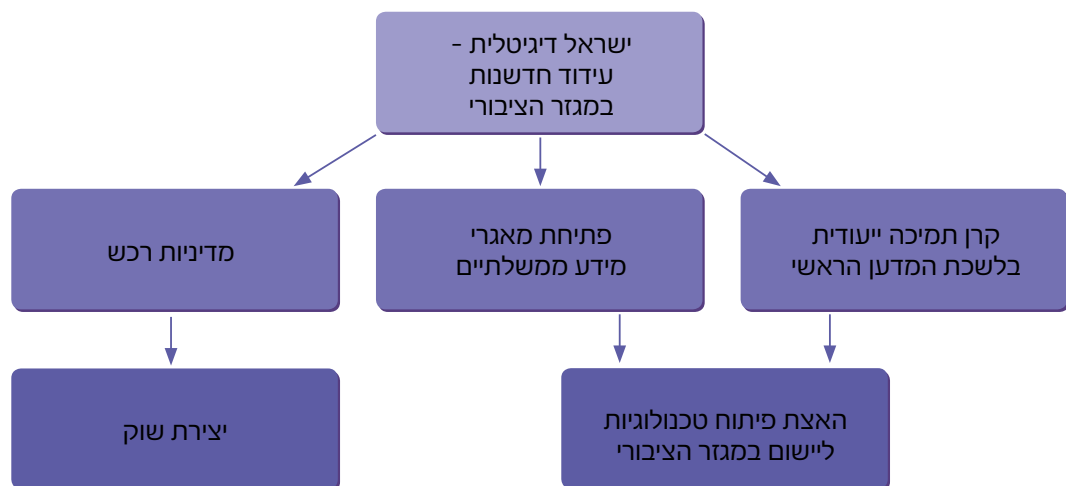 ישראל דיגיטלית -
עידוד חדשנות
במגזר הציבורי
קרן תמיכה ייעודית
בלשכת המדען הראשי
פתיחת מאגרי
מידע ממשלתיים
מדיניות רכש
האצת פיתוח טכנולוגיות
ליישום במגזר הציבורי
יצירת שוק